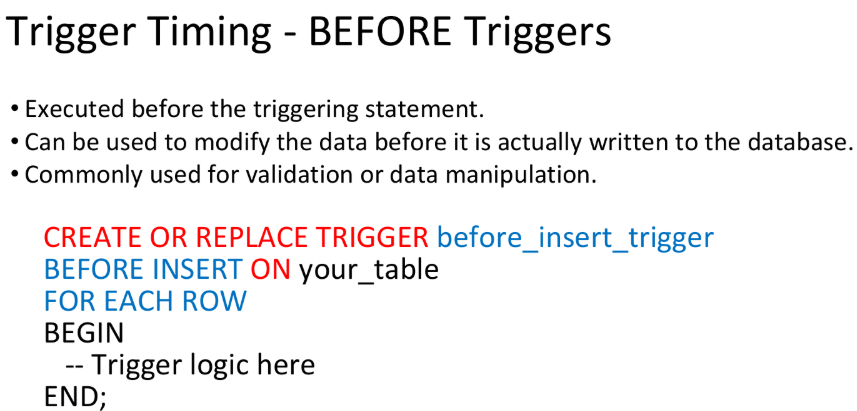 Trigger Timing - BEFORE Triggers
• Executed before the triggering statement.
• Can be used to modify the data before it is actually written to the database.
• Commonly used for validation or data manipulation.
CREATE OR REPLACE TRIGGER before_insert_trigger
BEFORE INSERT ON your_table
FOR EACH ROW
BEGIN
-- Trigger logic here
END;